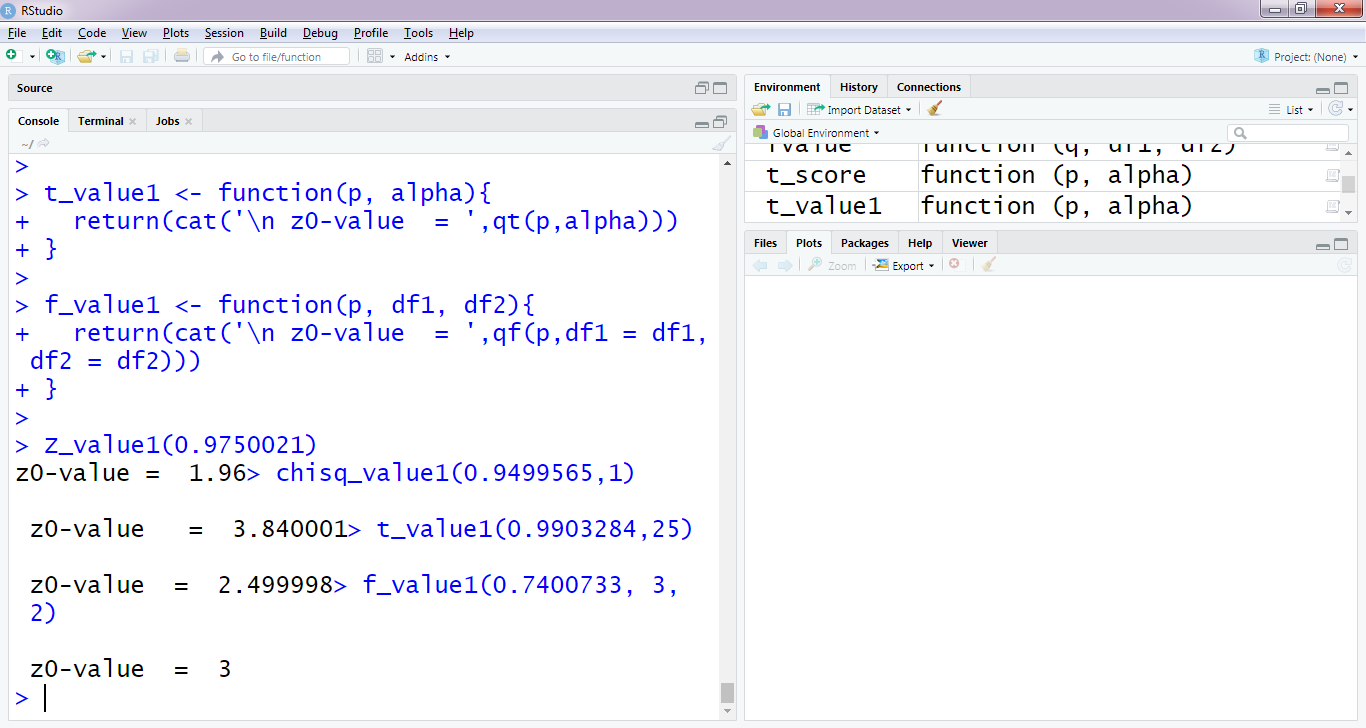 RStudio
File Edit Code View Plots Session Build Debug Profile Tools Help
Go to file/function Addins Project: (None)
Source
Console Terminal Jobs
~/
>
> t_value1 <- function(p, alpha){
+   return(cat('\n z0-value  = ',qt(p,alpha)))
+ }
>
> f_value1 <- function(p, df1, df2){
+   return(cat('\n z0-value  = ',qf(p,df1 = df1,
df2 = df2)))
+ }
>
> Z_value1(0.9750021)
z0-value =  1.96> chisq_value1(0.9499565,1)
z0-value   =  3.840001> t_value1(0.9903284,25)
z0-value  =  2.499998> f_value1(0.7400733, 3,
2)
z0-value  =  3
>
Environment History Connections
Import Dataset List
Global Environment
fvalue function (q, df1, df2)
t_score function (p, alpha)
t_value1 function (p, alpha)
Files Plots Packages Help Viewer
Zoom Export